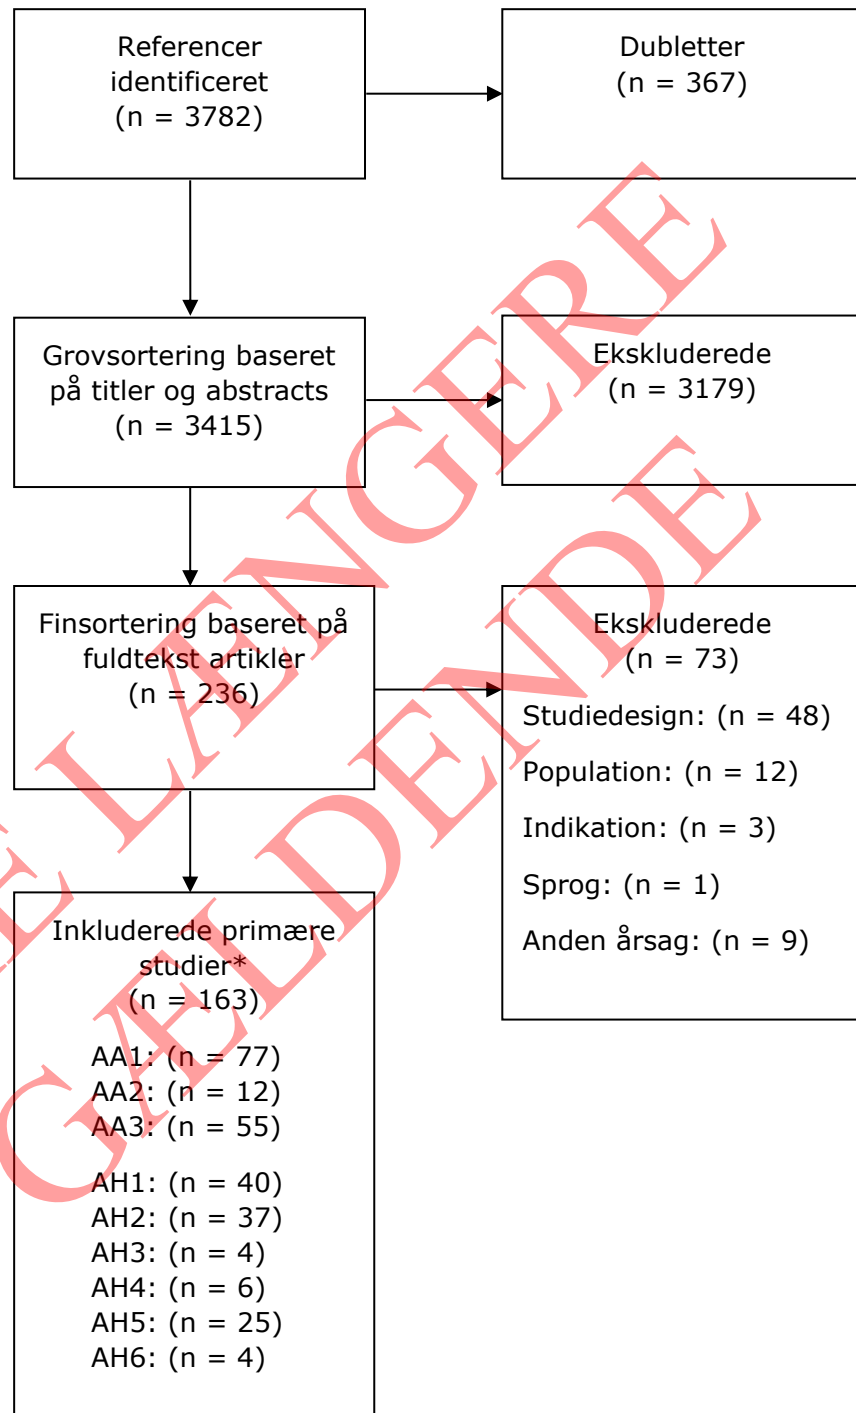 Referencer
identificeret
(n = 3782)
Dubletter
(n = 367)
Grovsortering baseret
på titler og abstracts
(n = 3415)
Ekskluderede
(n = 3179)
Finsortering baseret på
fuldtekst artikler
(n = 236)
Ekskluderede
(n = 73)
Studiedesign: (n = 48)
Population: (n = 12)
Indikation: (n = 3)
Sprog: (n = 1)
Anden årsag: (n = 9)
Inkluderede primære
studier*
(n = 163)
AA1: (n = 77)
AA2: (n = 12)
AA3: (n = 55)
AH1: (n = 40)
AH2: (n = 37)
AH3: (n = 4)
AH4: (n = 6)
AH5: (n = 25)
AH6: (n = 4)
LÆNGERE
GÆLDENDE